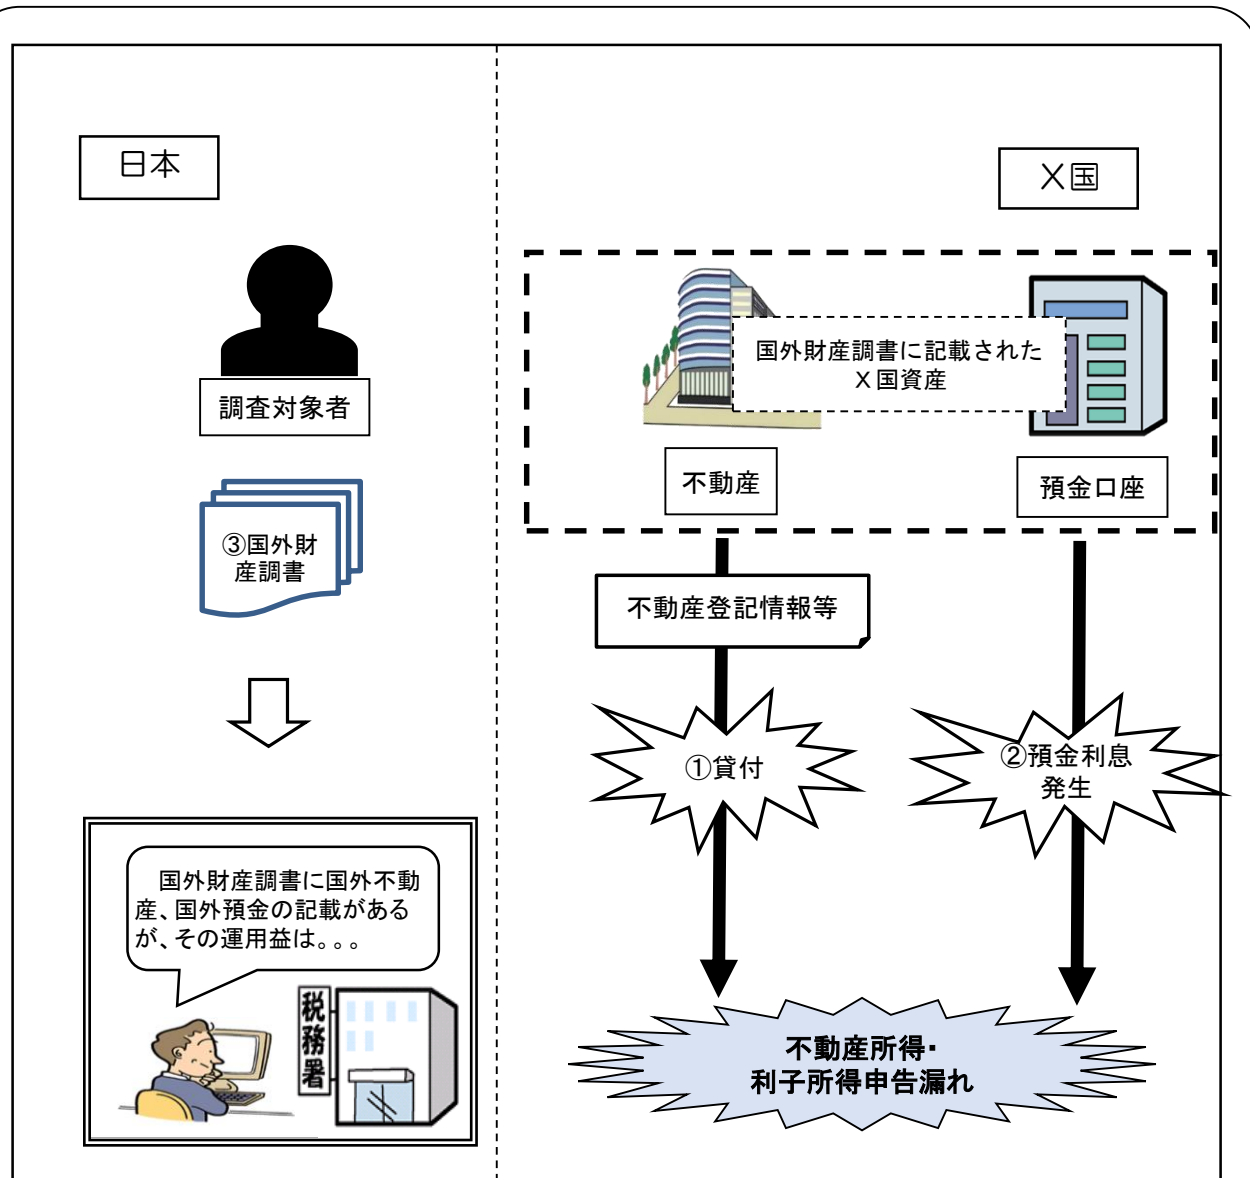 日本
X国
調査対象者
③国外財
産調書
国外財産調書に国外不動
産、国外預金の記載がある
が、その運用益は。。。
税務署
国外財産調書に記載された
X国資産
不動産
預金口座
不動産登記情報等
①貸付
②預金利息
発生
不動産所得・
利子所得申告漏れ